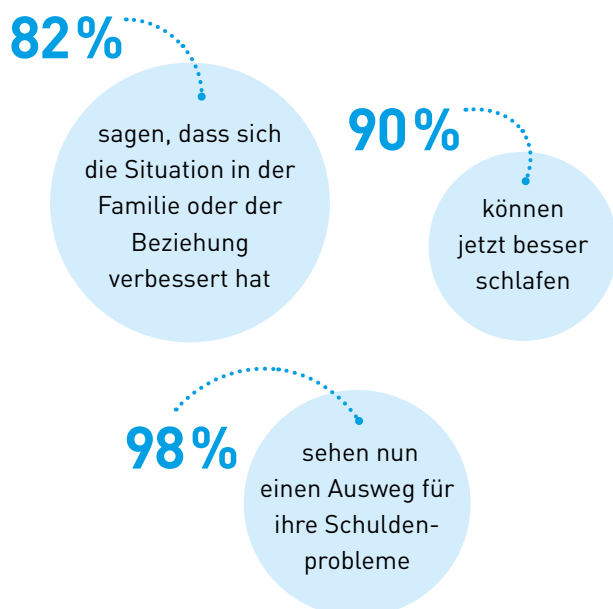 82 %
sagen, dass sich
die Situation in der
Familie oder der
Beziehung
verbessert hat
90 %
können
jetzt besser
schlafen
98 %
sehen nun
einen Ausweg für
ihre Schulden-
probleme